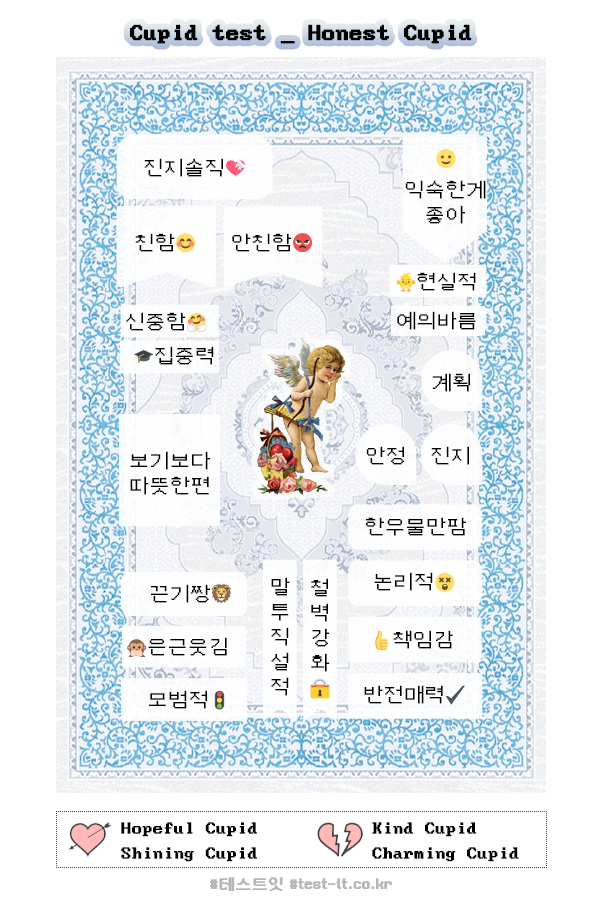 Cupid test _ Honest Cupid
진지솔직💝
🙂
익숙한게
좋아
친함😊
안친함😡
🐥현실적
신중함🤗
예의바름
🎓집중력
계획
보기보다
따뜻한편
안정
진지
한우물만팜
끈기짱🦁
말투직설적
철벽강화🔒
논리적😵
🙊은근웃김
👍책임감
모범적🚦
반전매력✔
Hopeful Cupid
Shining Cupid
Kind Cupid
Charming Cupid
#테스트잇 #test-it.co.kr